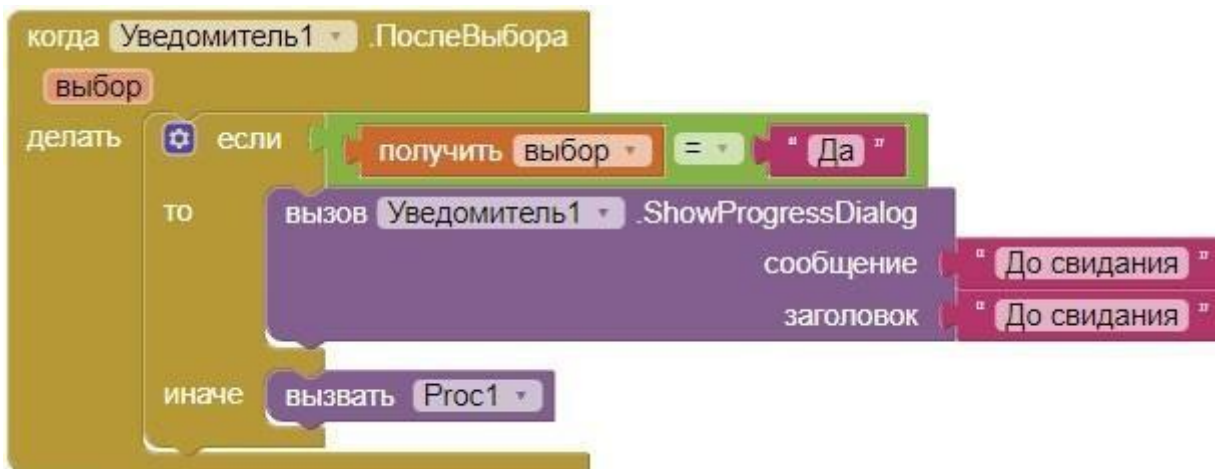 когда Уведомитель1 .ПослеВыбора
выбор
делать если получить выбор = " Да "
то вызов Уведомитель1 .ShowProgressDialog
сообщение " До свидания "
заголовок " До свидания "
иначе вызвать Proc1